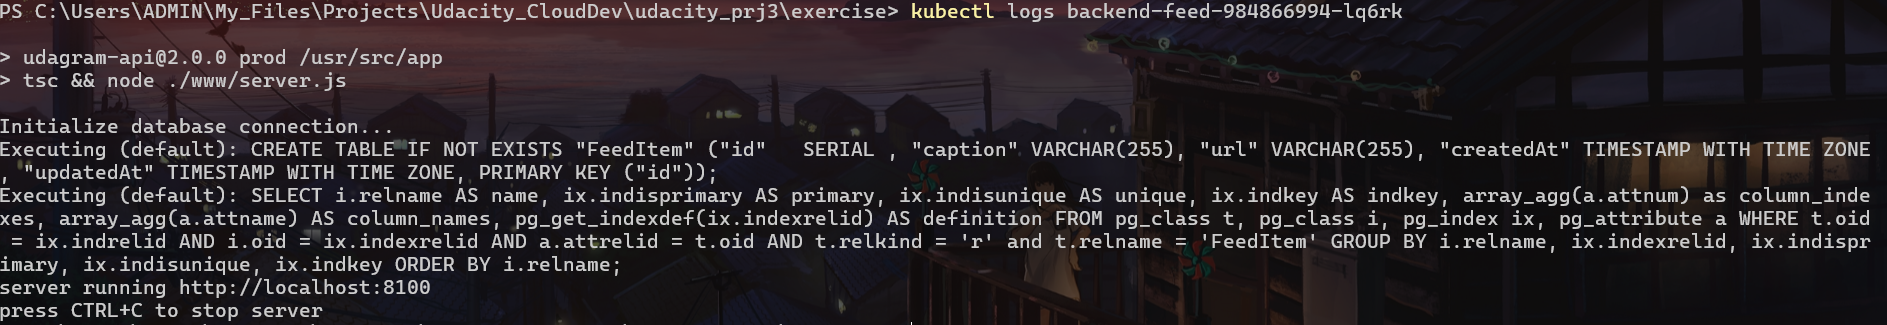 PS C:\Users\ADMIN\My_Files\Projects\Udacity_CloudDev\udacity_prj3\exercise> kubectl logs backend-feed-984866994-lq6rk
> udagram-api@2.0.0 prod /usr/src/app
> tsc && node ./www/server.js
Initialize database connection...
Executing (default): CREATE TABLE IF NOT EXISTS "FeedItem" ("id"   SERIAL , "caption" VARCHAR(255), "url" VARCHAR(255), "createdAt" TIMESTAMP WITH TIME ZONE
, "updatedAt" TIMESTAMP WITH TIME ZONE, PRIMARY KEY ("id"));
Executing (default): SELECT i.relname AS name, ix.indisprimary AS primary, ix.indisunique AS unique, ix.indkey AS indkey, array_agg(a.attnum) as column_inde
xes, array_agg(a.attname) AS column_names, pg_get_indexdef(ix.indexrelid) AS definition FROM pg_class t, pg_class i, pg_index ix, pg_attribute a WHERE t.oid
 = ix.indrelid AND i.oid = ix.indexrelid AND a.attrelid = t.oid AND t.relkind = 'r' and t.relname = 'FeedItem' GROUP BY i.relname, ix.indexrelid, ix.indispr
imary, ix.indisunique, ix.indkey ORDER BY i.relname;
server running http://localhost:8100
press CTRL+C to stop server